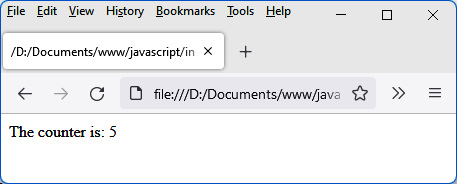 File Edit View History Bookmarks Tools Help
/D:/Documents/www/javascript/in
file:///D:/Documents/www/java
The counter is: 5